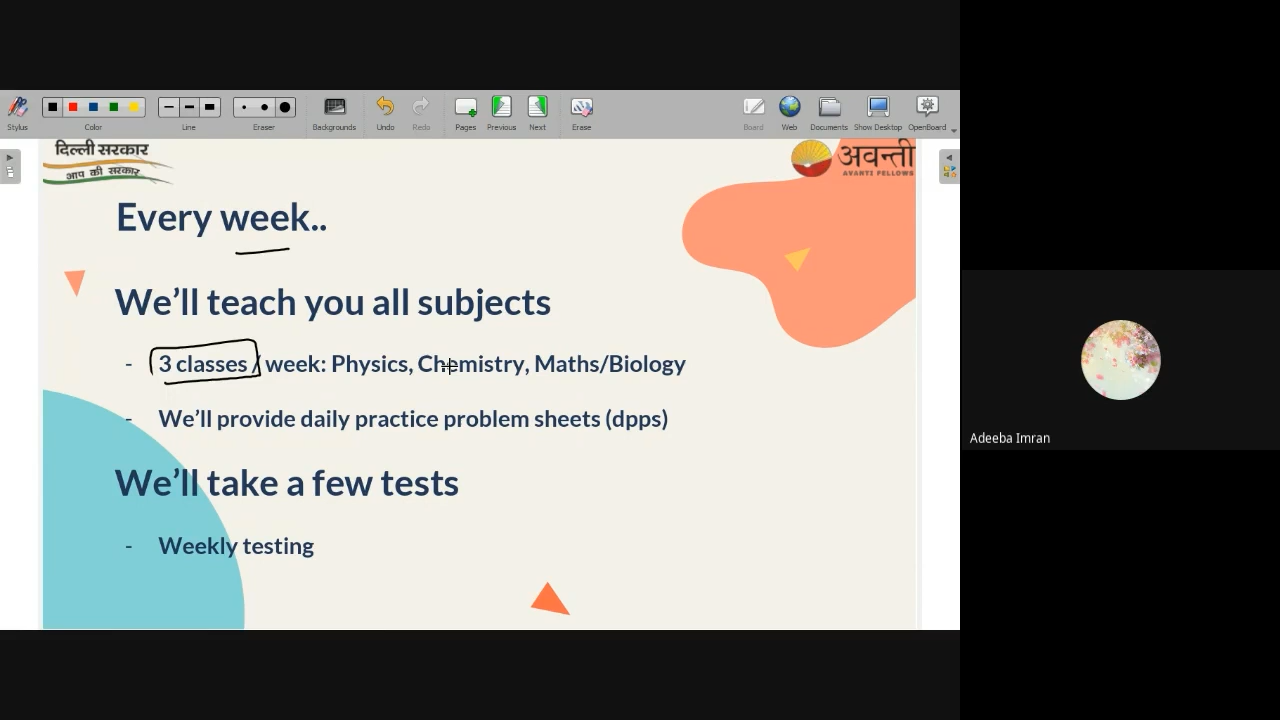 Stylus
Color
Line
Eraser
Backgrounds
Undo
Redo
Pages
Previous
Next
Erase
Board
Web
Documents
Show Desktop
OpenBoard
दिल्ली सरकार
आप की सरकार
अवन्ती
AVANTI FELLOWS
Every week..
We'll teach you all subjects
- 3 classes / week: Physics, Chemistry, Maths/Biology
- We'll provide daily practice problem sheets (dpps)
We'll take a few tests
- Weekly testing
Adeeba Imran